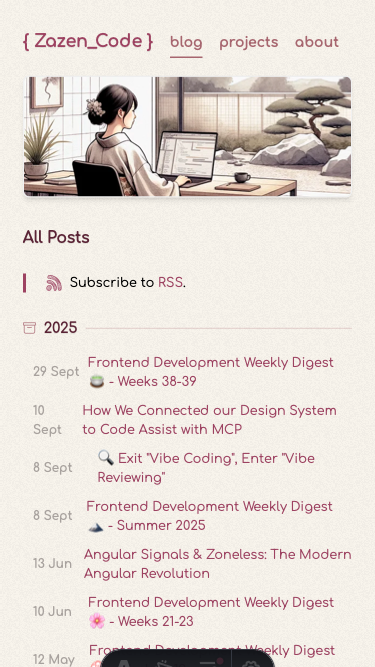 { Zazen_Code } blog projects about
All Posts
Subscribe to RSS.
2025
29 Sept Frontend Development Weekly Digest
🍵 - Weeks 38-39
10 How We Connected our Design System
Sept to Code Assist with MCP
🔍 Exit "Vibe Coding", Enter "Vibe
8 Sept Reviewing"
Frontend Development Weekly Digest
8 Sept 🗻 - Summer 2025
13 Jun Angular Signals & Zoneless: The Modern
Angular Revolution
10 Jun Frontend Development Weekly Digest
🌸 - Weeks 21-23
12 May Frontend Development Weekly Digest